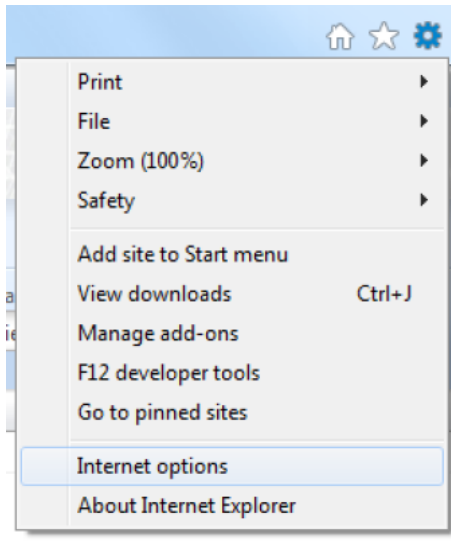 Print
File
Zoom (100%)
Safety
Add site to Start menu
View downloads Ctrl+J
Manage add-ons
F12 developer tools
Go to pinned sites
Internet options
About Internet Explorer